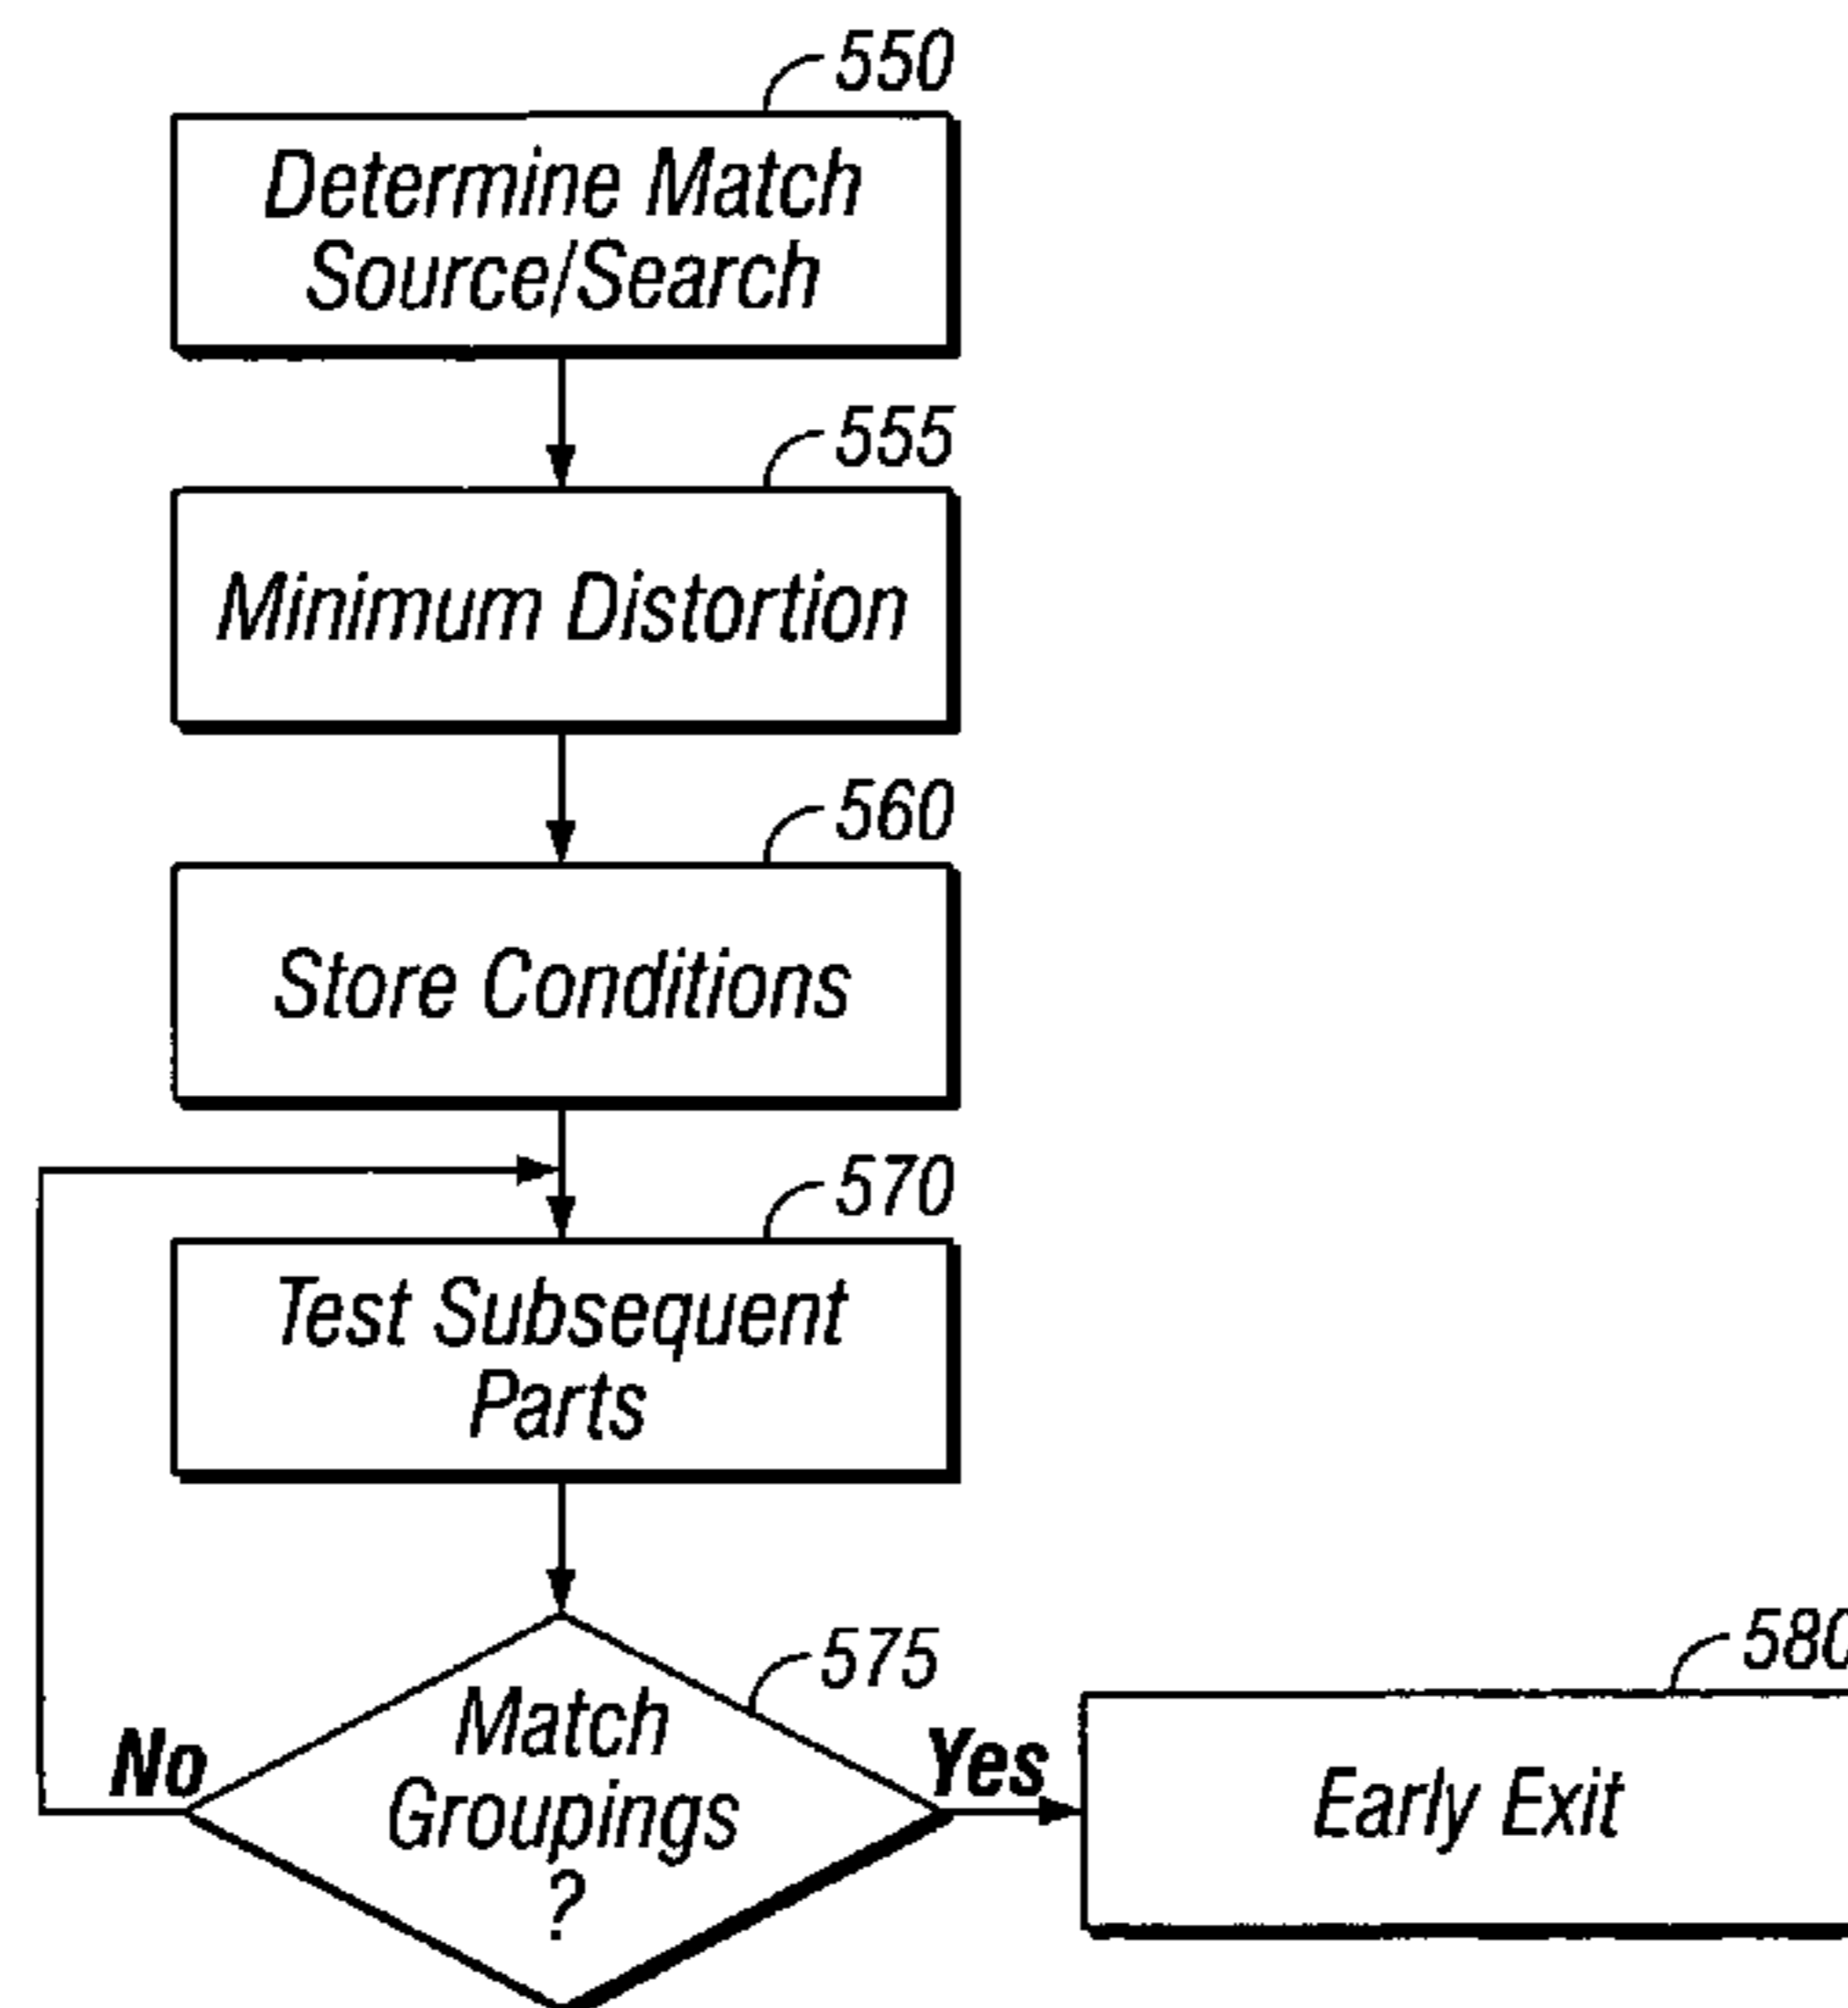 550
Determine Match
Source/Search
555
Minimum Distortion
560
Store Conditions
570
Test Subsequent
Parts
575
Match
Groupings
?
No
Yes
580
Early Exit